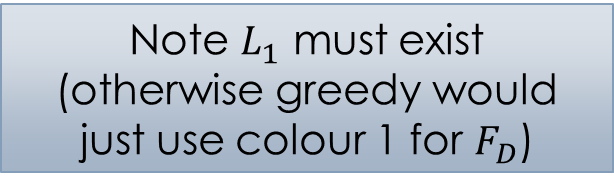 Note 𝐿₁ must exist
(otherwise greedy would
just use colour 1 for 𝐹_𝐷)